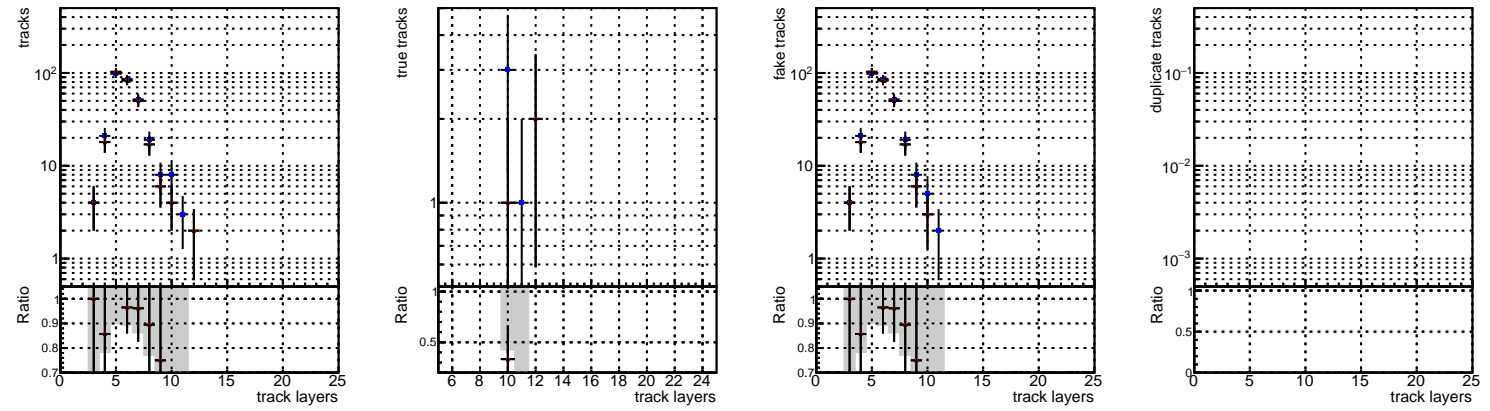 tracks
10²
10
1
Ratio
1
0.9
0.8
0.7
0 5 10 15 20 25
track layers
true tracks
1
Ratio
1
0.5
6 8 10 12 14 16 18 20 22 24
track layers
fake tracks
10²
10
1
Ratio
1
0.9
0.8
0.7
0 5 10 15 20 25
track layers
duplicate tracks
10⁻¹
10⁻²
10⁻³
Ratio
1
0.5
0
0 5 10 15 20 25
track layers